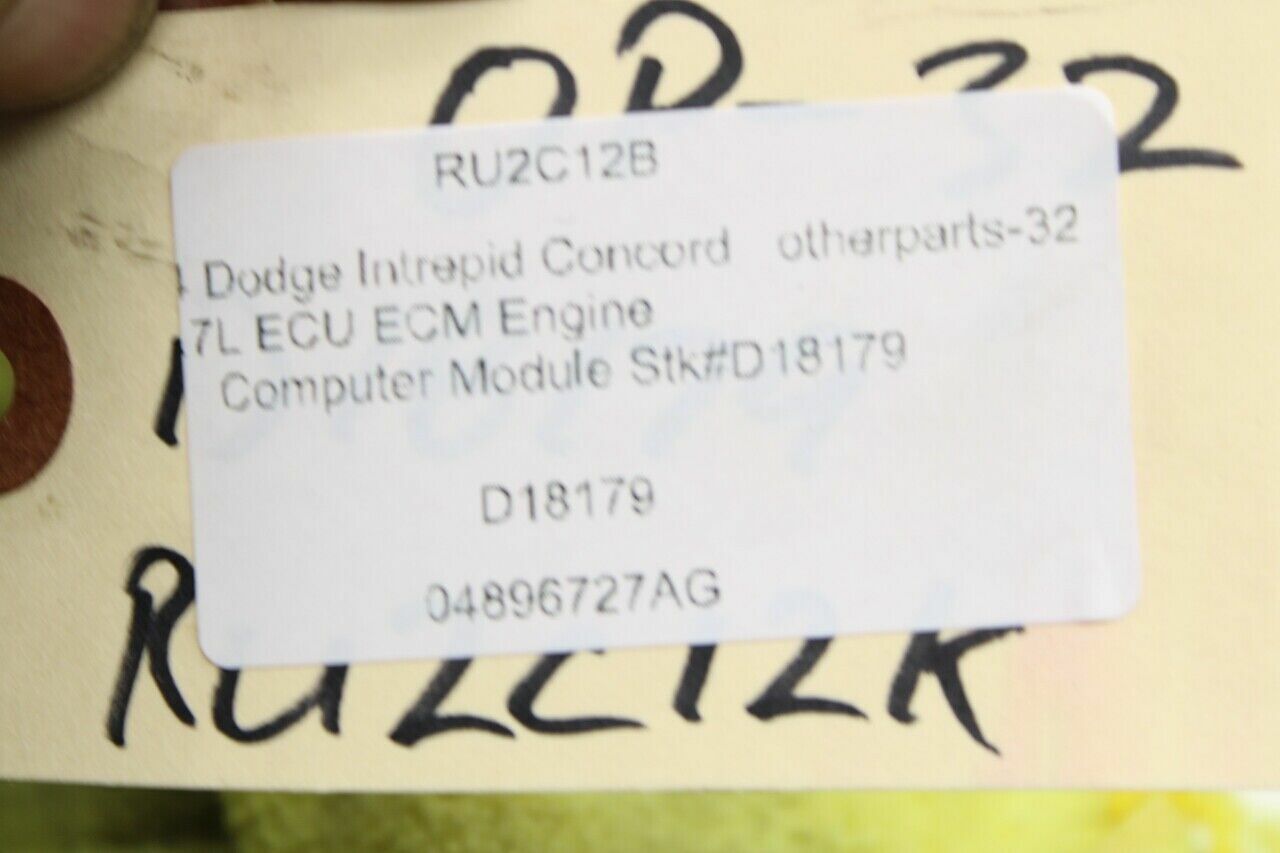 OP-32
RU2C12B
4 Dodge Intrepid Concord otherparts-32
7L ECU ECM Engine
Computer Module Stk#D18179
D18179
04896727AG
RU2C12K